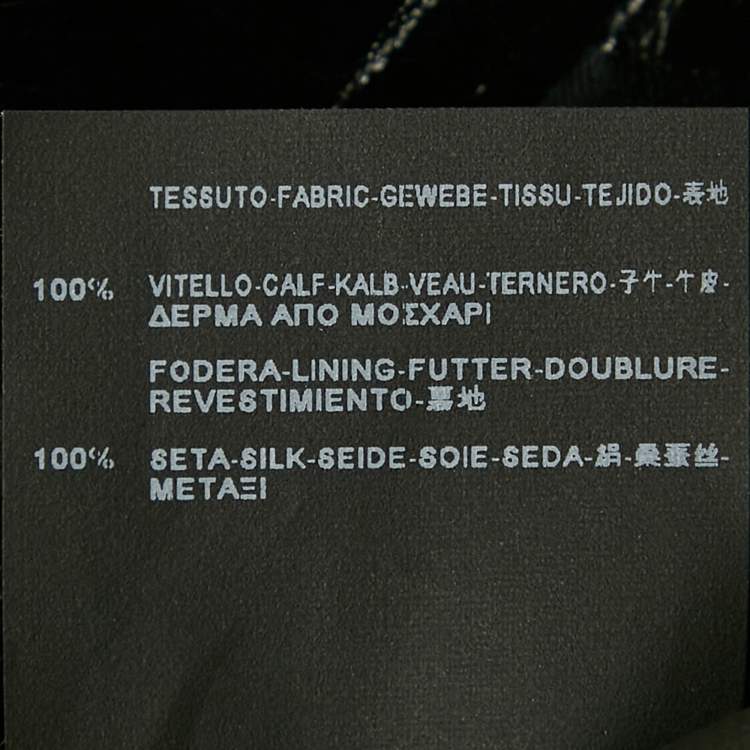 TESSUTO-FABRIC-GEWEBE-TISSU-TEJIDO-表地
100% VITELLO-CALF-KALB-VEAU-TERNERO-子牛-牛皮-
ΔΕΡΜΑ ΑΠΟ ΜΟΣΧΑΡΙ
FODERA-LINING-FUTTER-DOUBLURE-
REVESTIMIENTO-裏地
100% SETA-SILK-SEIDE-SOIE-SEDA-絹-桑蚕丝-
ΜΕΤΑΞΙ